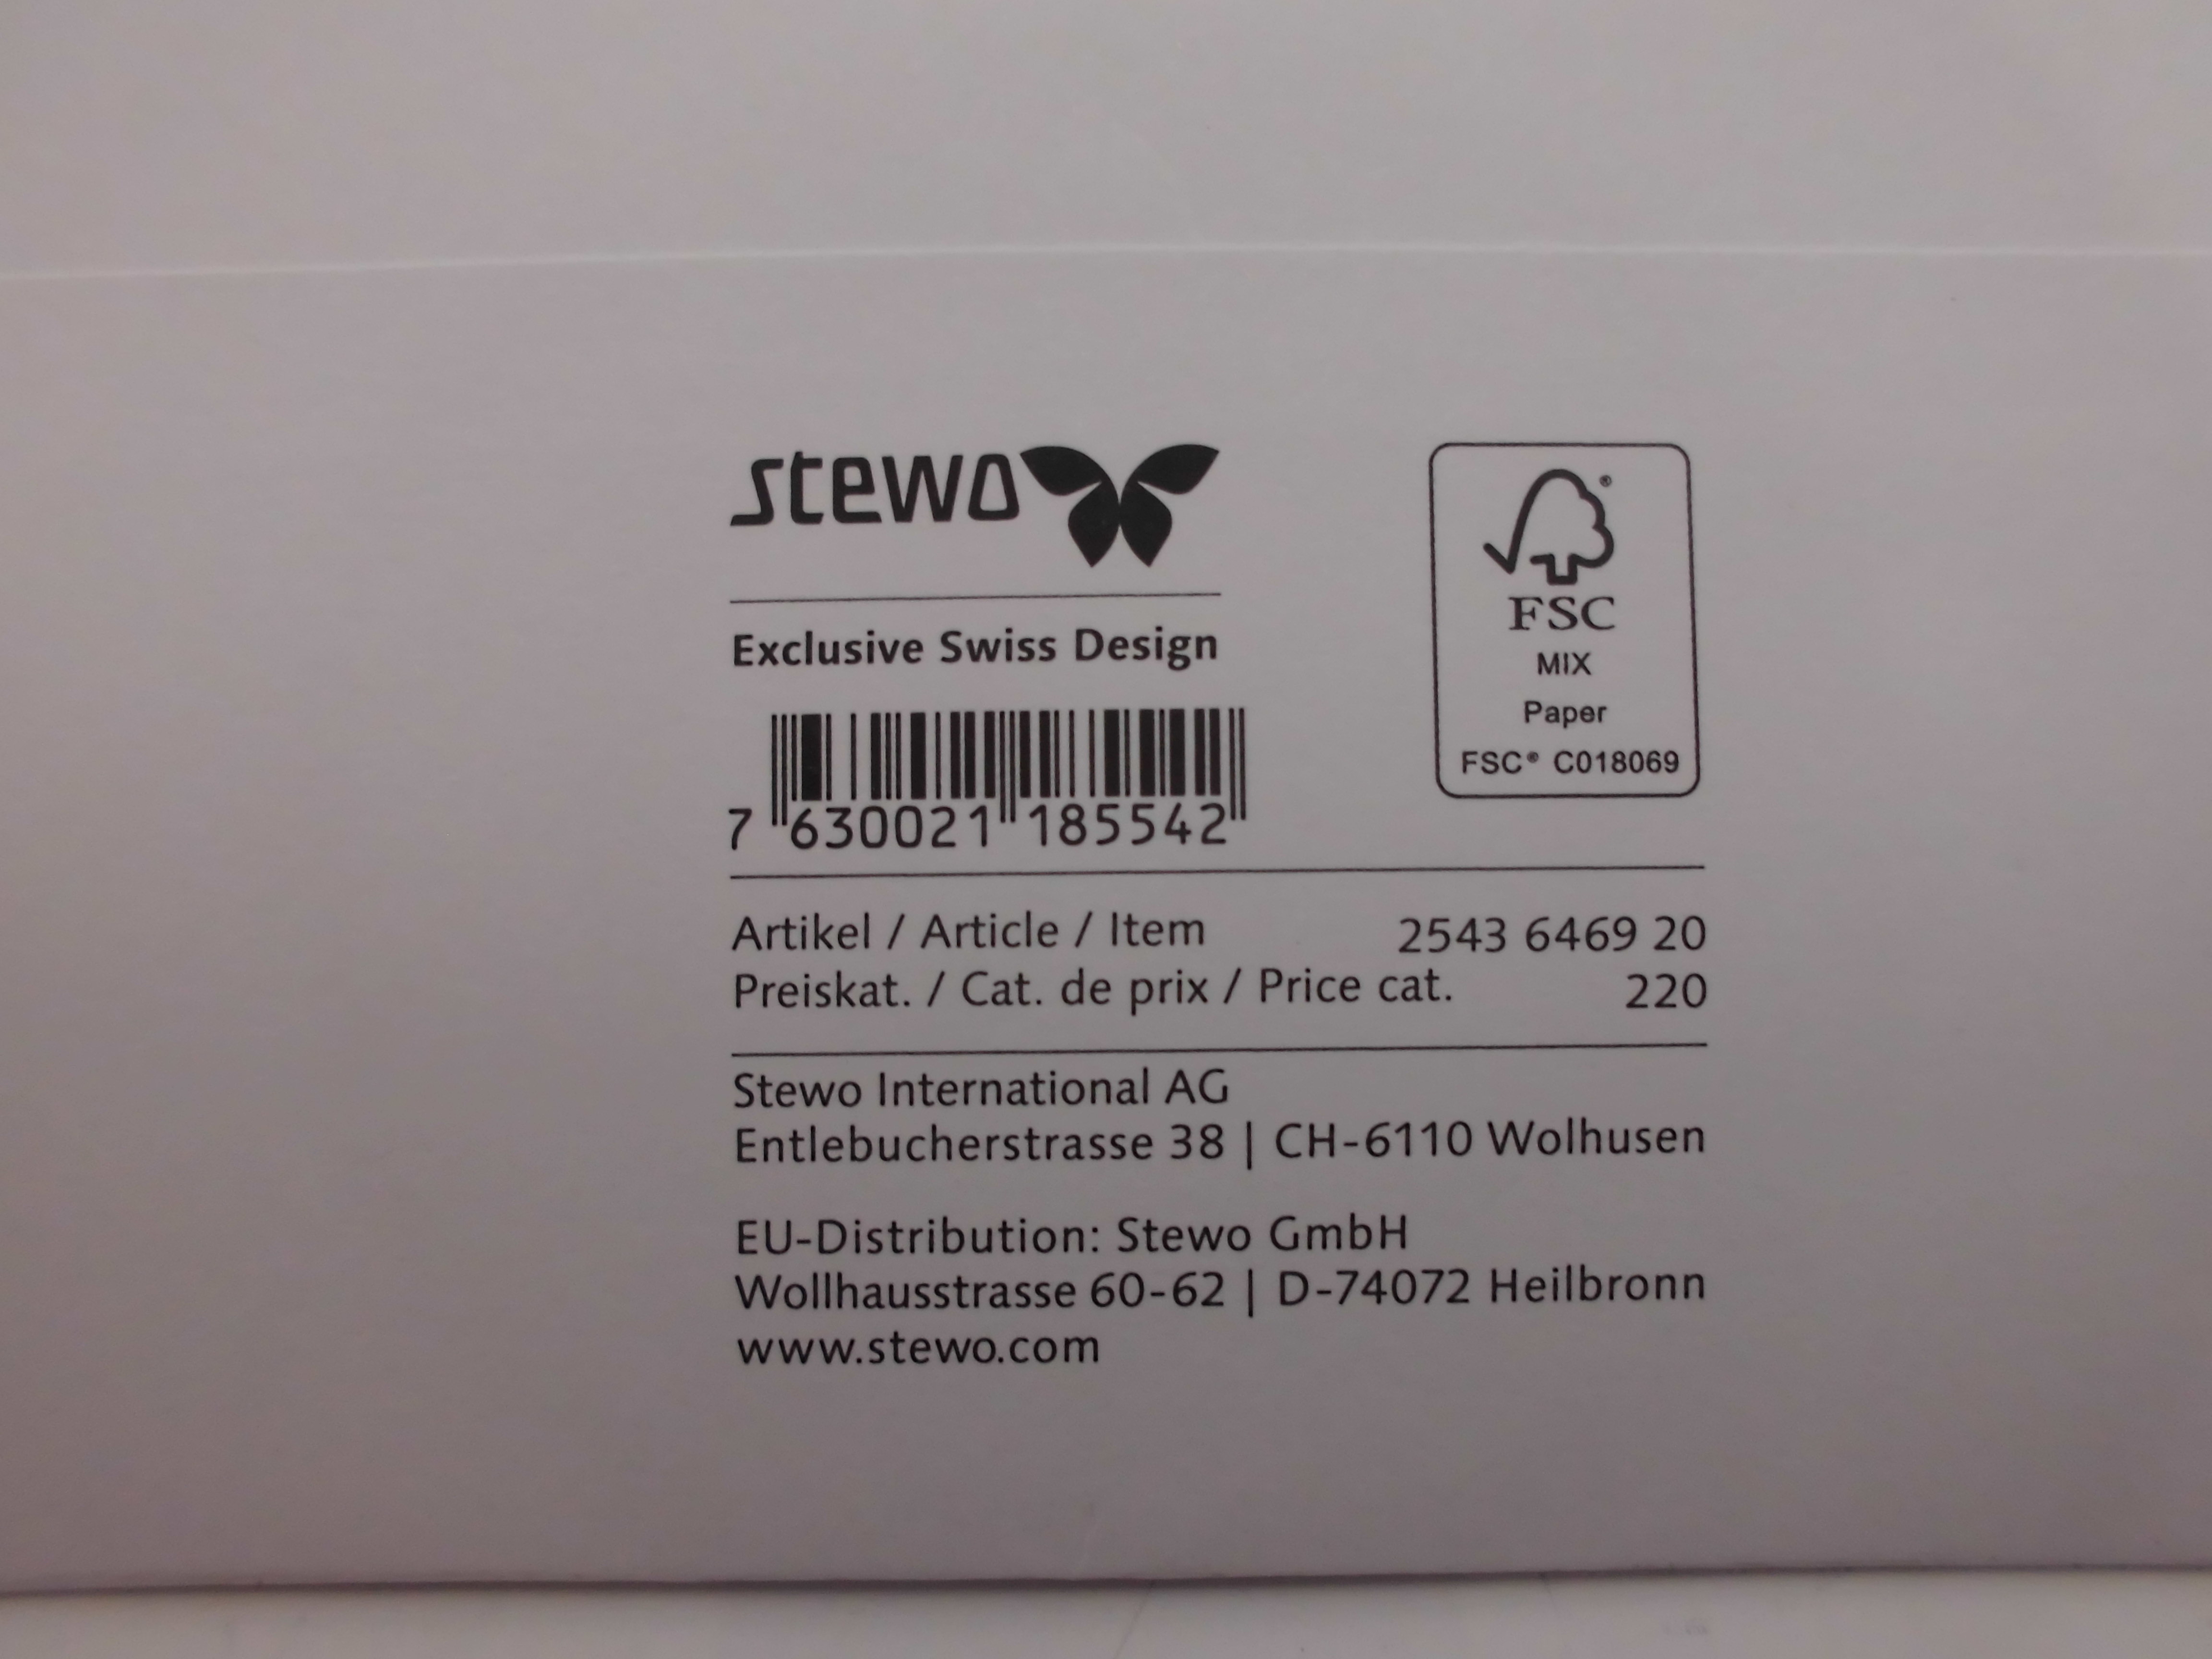 stewo
Exclusive Swiss Design
7 630021 185542
FSC
MIX
Paper
FSC® C018069
Artikel / Article / Item 2543 6469 20
Preiskat. / Cat. de prix / Price cat. 220
Stewo International AG
Entlebucherstrasse 38 | CH-6110 Wolhusen
EU-Distribution: Stewo GmbH
Wollhausstrasse 60-62 | D-74072 Heilbronn
www.stewo.com